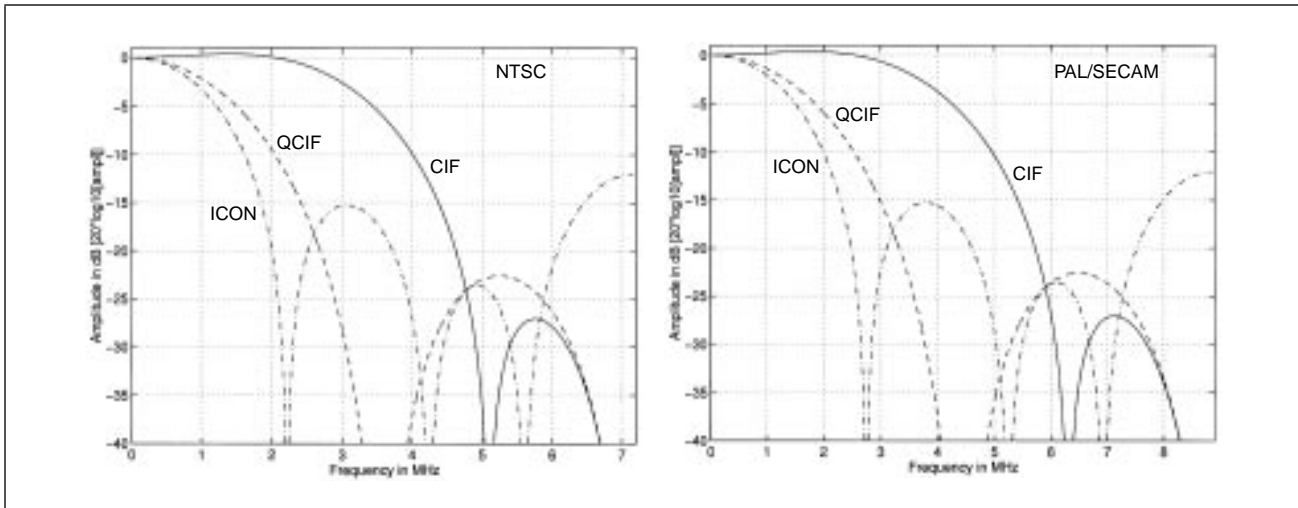 NTSC
QCIF
CIF
ICON
0
−5
−10
−15
−20
−25
−30
−35
−40
Amplitude in dB [20*log10[ampl]]
0 1 2 3 4 5 6 7
Frequency in MHz
PAL/SECAM
QCIF
ICON
CIF
0
−5
−10
−15
−20
−25
−30
−35
−40
Amplitude in dB [20*log10[ampl]]
0 1 2 3 4 5 6 7 8
Frequency in MHz